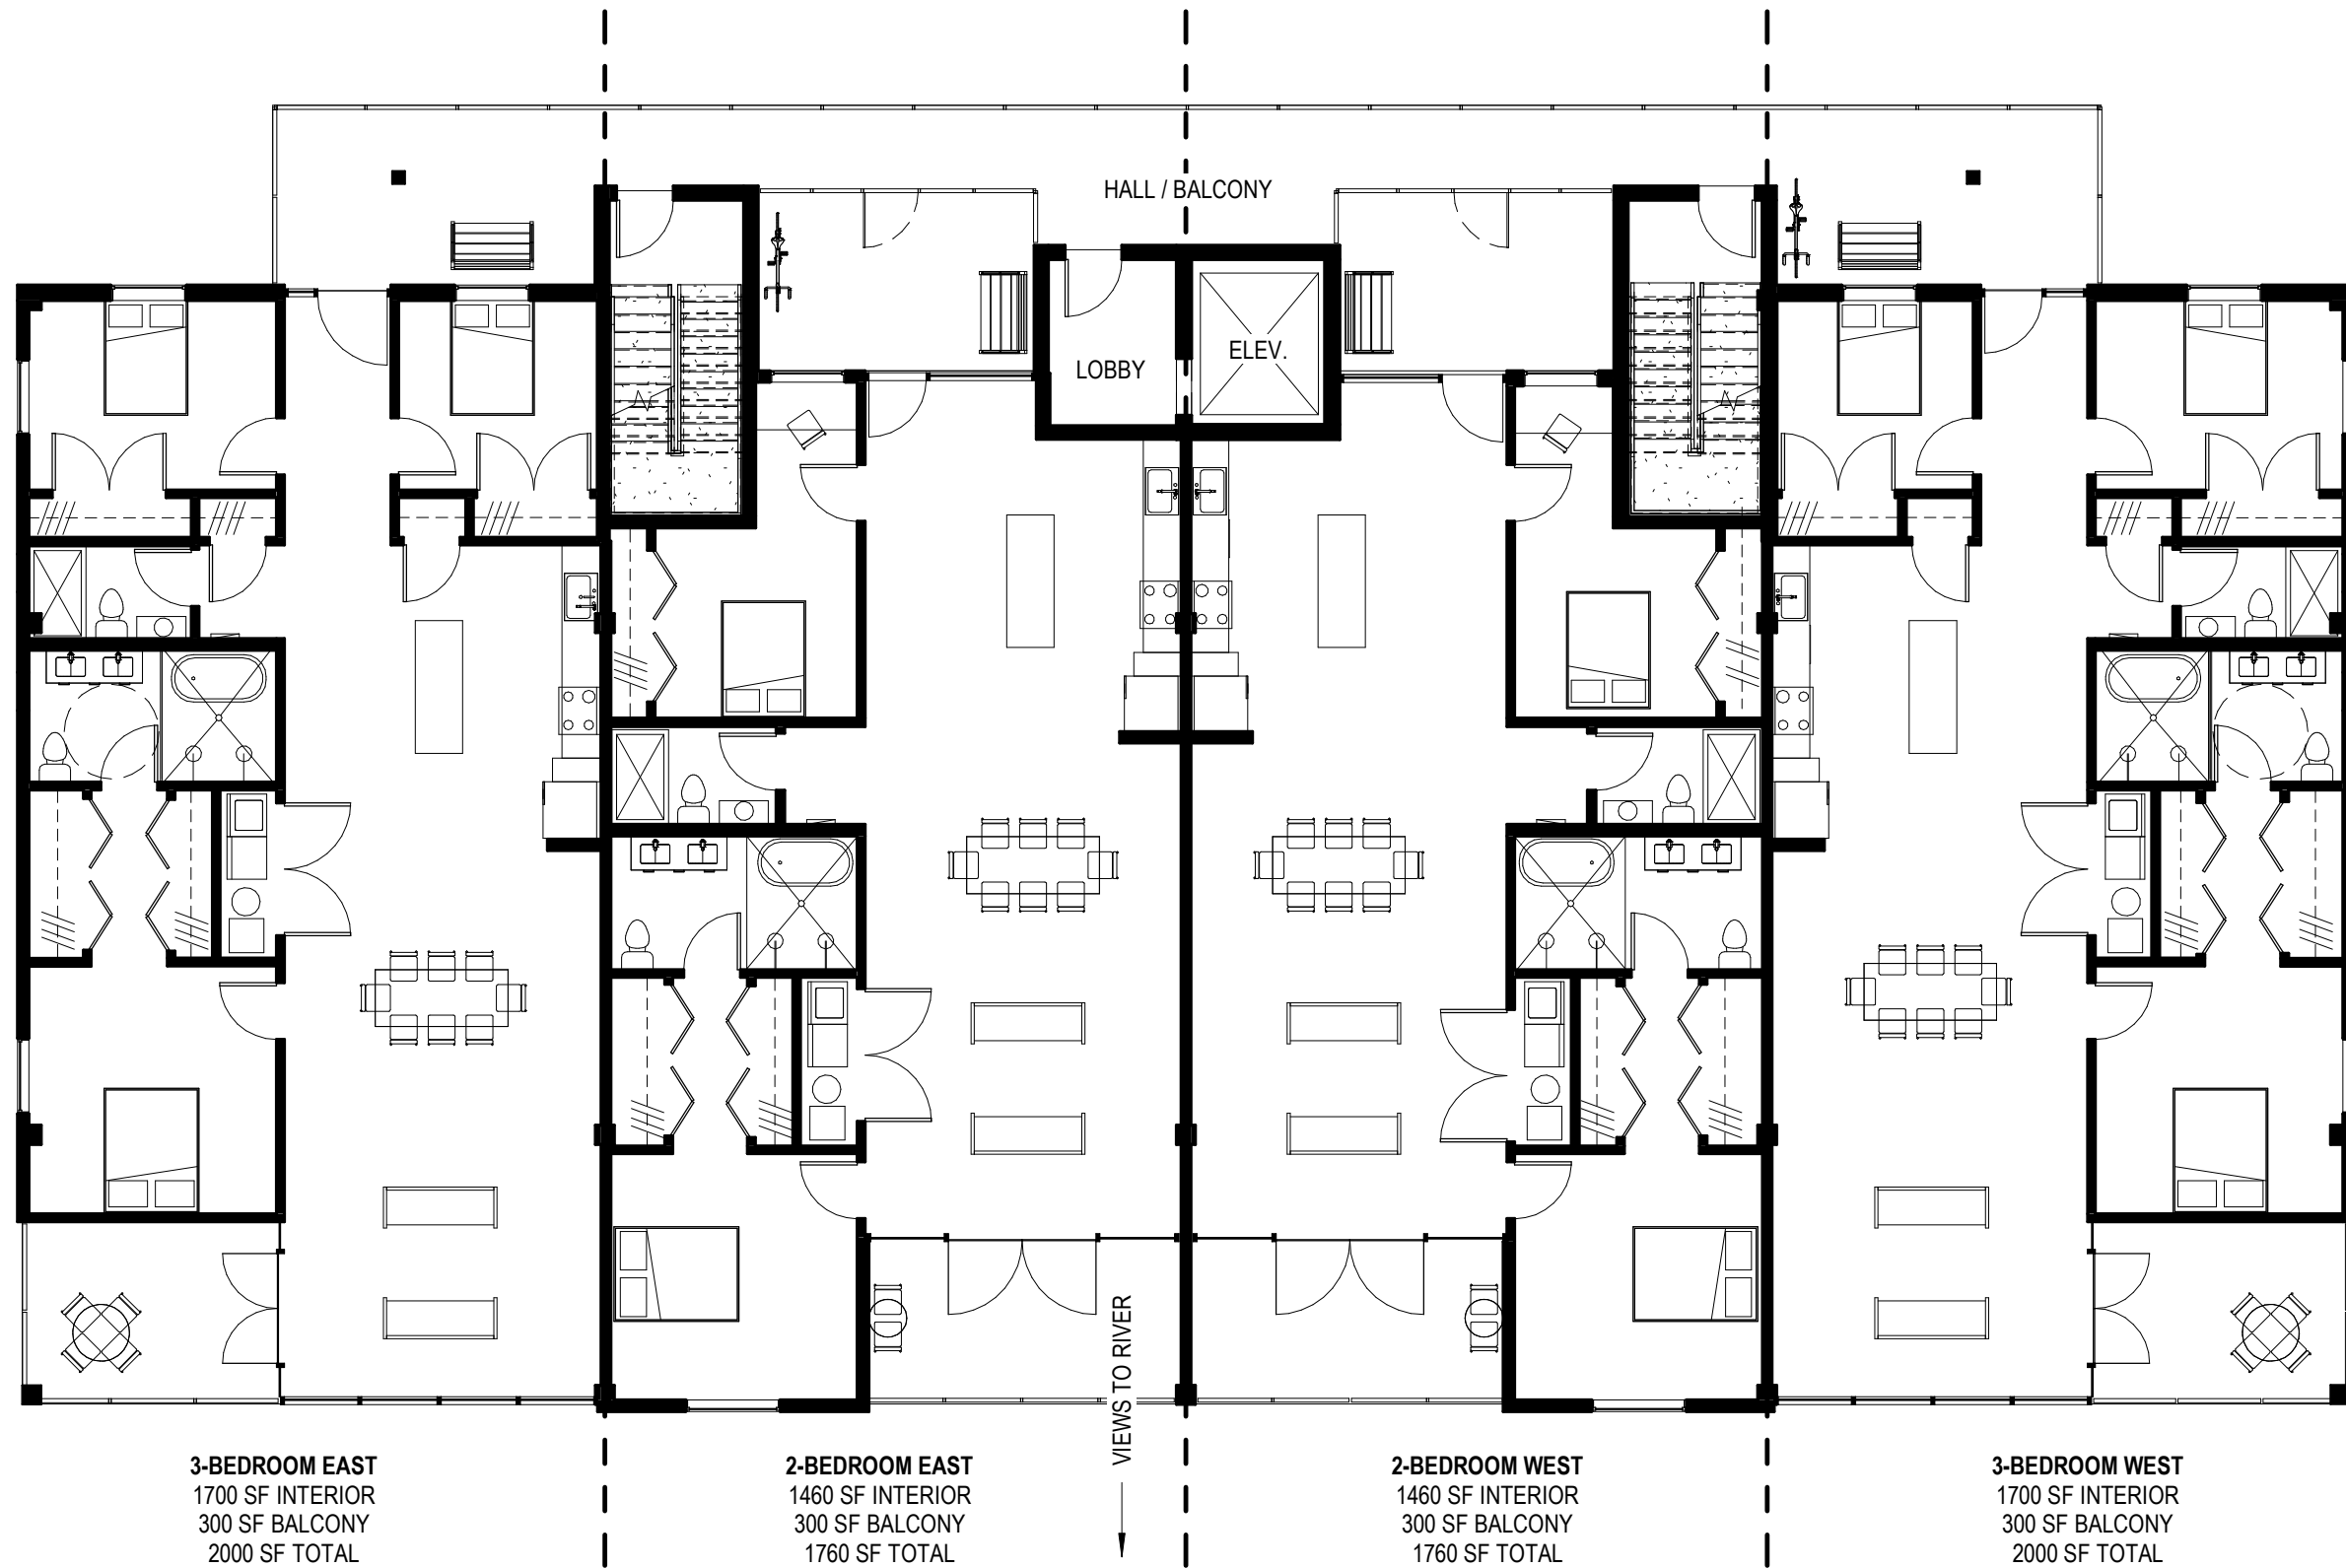 HALL / BALCONY
LOBBY
ELEV.
VIEWS TO RIVER
3-BEDROOM EAST
1700 SF INTERIOR
300 SF BALCONY
2000 SF TOTAL
2-BEDROOM EAST
1460 SF INTERIOR
300 SF BALCONY
1760 SF TOTAL
2-BEDROOM WEST
1460 SF INTERIOR
300 SF BALCONY
1760 SF TOTAL
3-BEDROOM WEST
1700 SF INTERIOR
300 SF BALCONY
2000 SF TOTAL